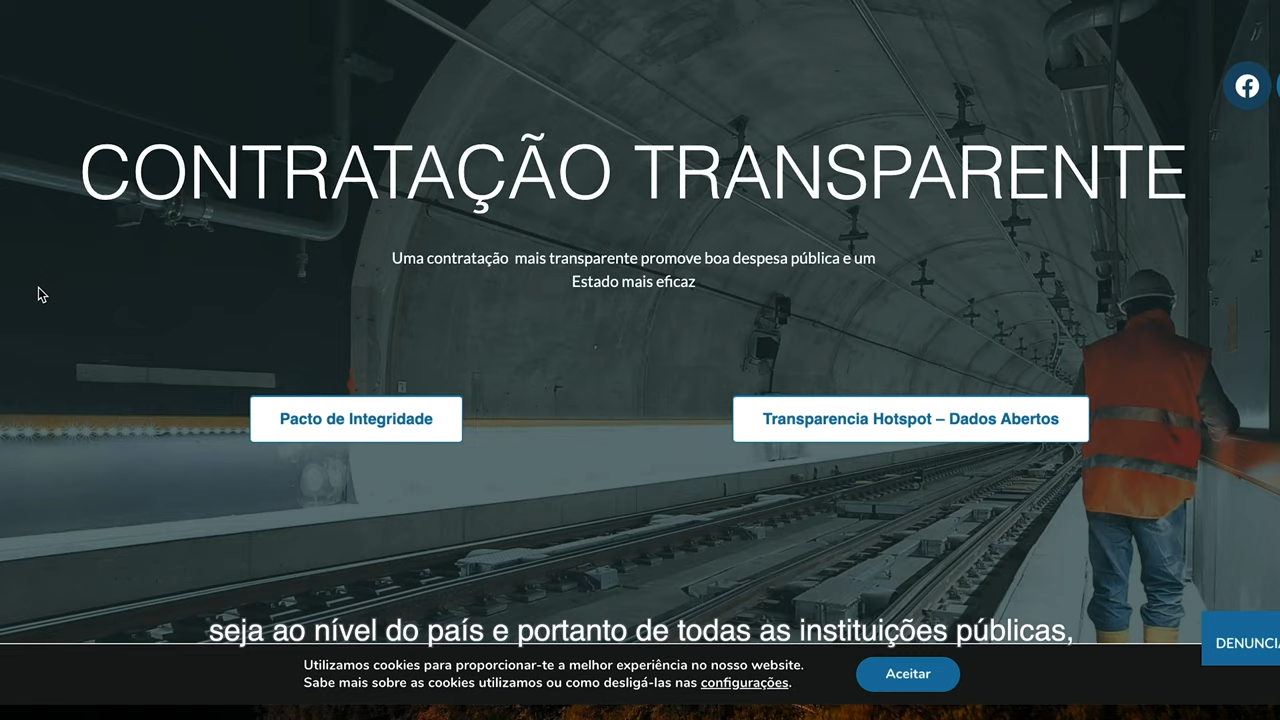 CONTRATAÇÃO TRANSPARENTE
Uma contratação mais transparente promove boa despesa pública e um
Estado mais eficaz
Pacto de Integridade
Transparencia Hotspot – Dados Abertos
seja ao nível do país e portanto de todas as instituições públicas,
DENUNCIA
Utilizamos cookies para proporcionar-te a melhor experiência no nosso website.
Sabe mais sobre as cookies utilizamos ou como desligá-las nas configurações.
Aceitar